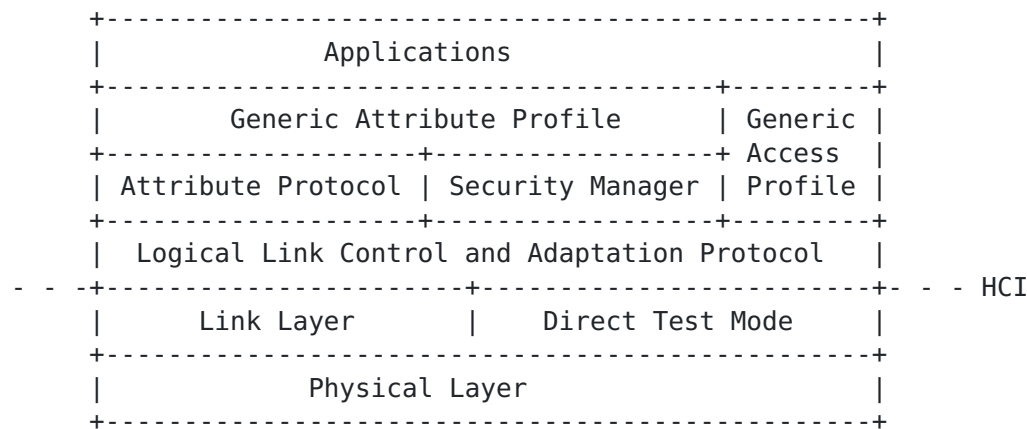 Applications
Generic Attribute Profile | Generic
Access
Attribute Protocol | Security Manager | Profile
Logical Link Control and Adaptation Protocol
HCI
Link Layer | Direct Test Mode
Physical Layer